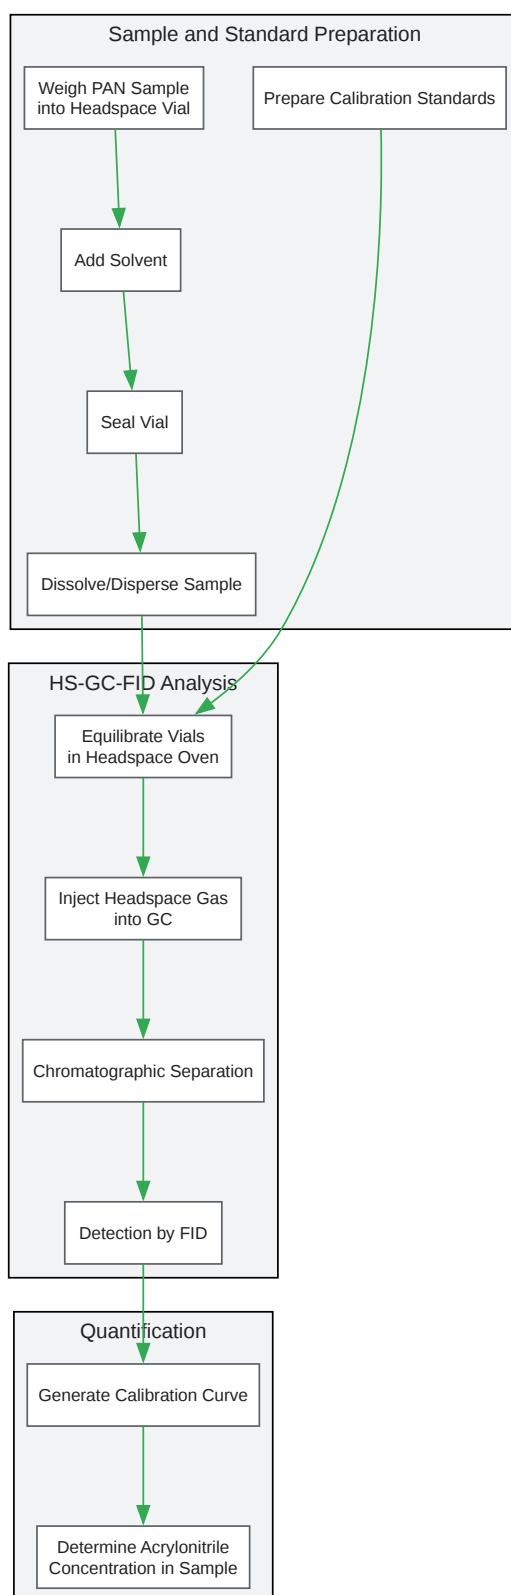 Sample and Standard Preparation
Weigh PAN Sample
into Headspace Vial
Prepare Calibration Standards
Add Solvent
Seal Vial
Dissolve/Disperse Sample
HS-GC-FID Analysis
Equilibrate Vials
in Headspace Oven
Inject Headspace Gas
into GC
Chromatographic Separation
Detection by FID
Quantification
Generate Calibration Curve
Determine Acrylonitrile
Concentration in Sample